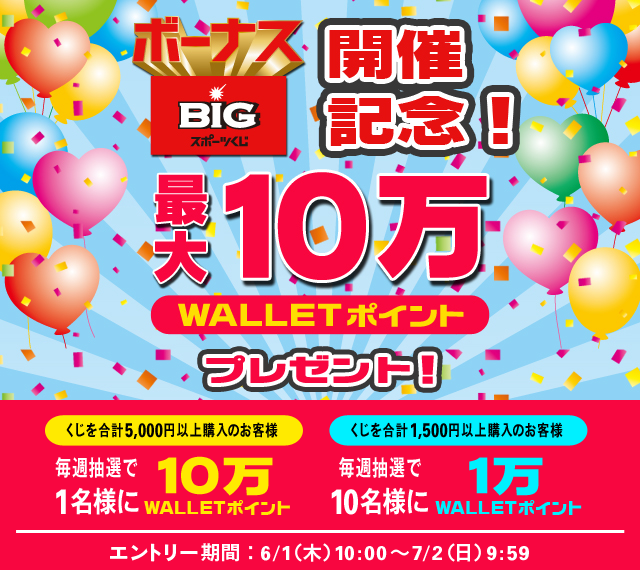 ボーナス
BIG
スポーツくじ
開催
記念！
最大10万
WALLETポイント
プレゼント！
くじを合計5,000円以上購入のお客様
毎週抽選で
1名様に
10万
WALLETポイント
くじを合計1,500円以上購入のお客様
毎週抽選で
10名様に
1万
WALLETポイント
エントリー期間：6/1(木)10:00～7/2(日)9:59